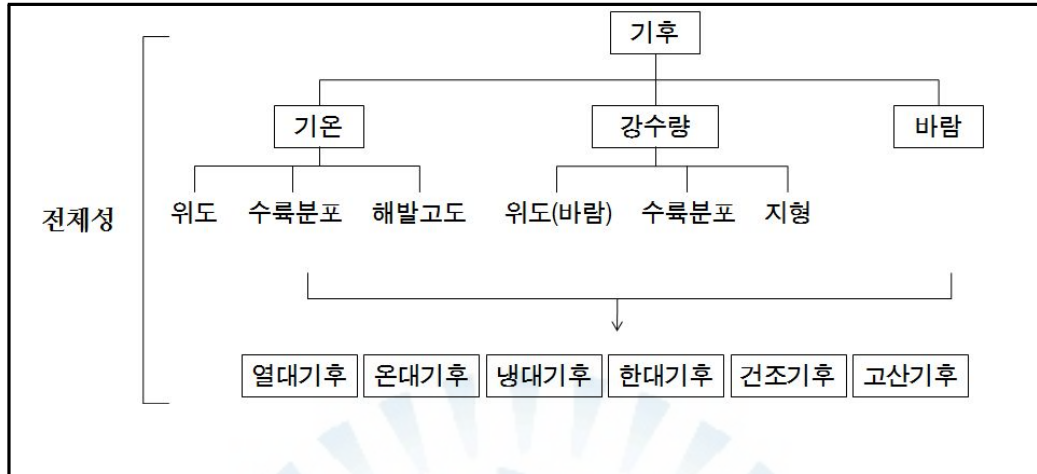 기후
기온 강수량 바람
전체성
위도 수륙분포 해발고도 위도(바람) 수륙분포 지형
열대기후 온대기후 냉대기후 한대기후 건조기후 고산기후